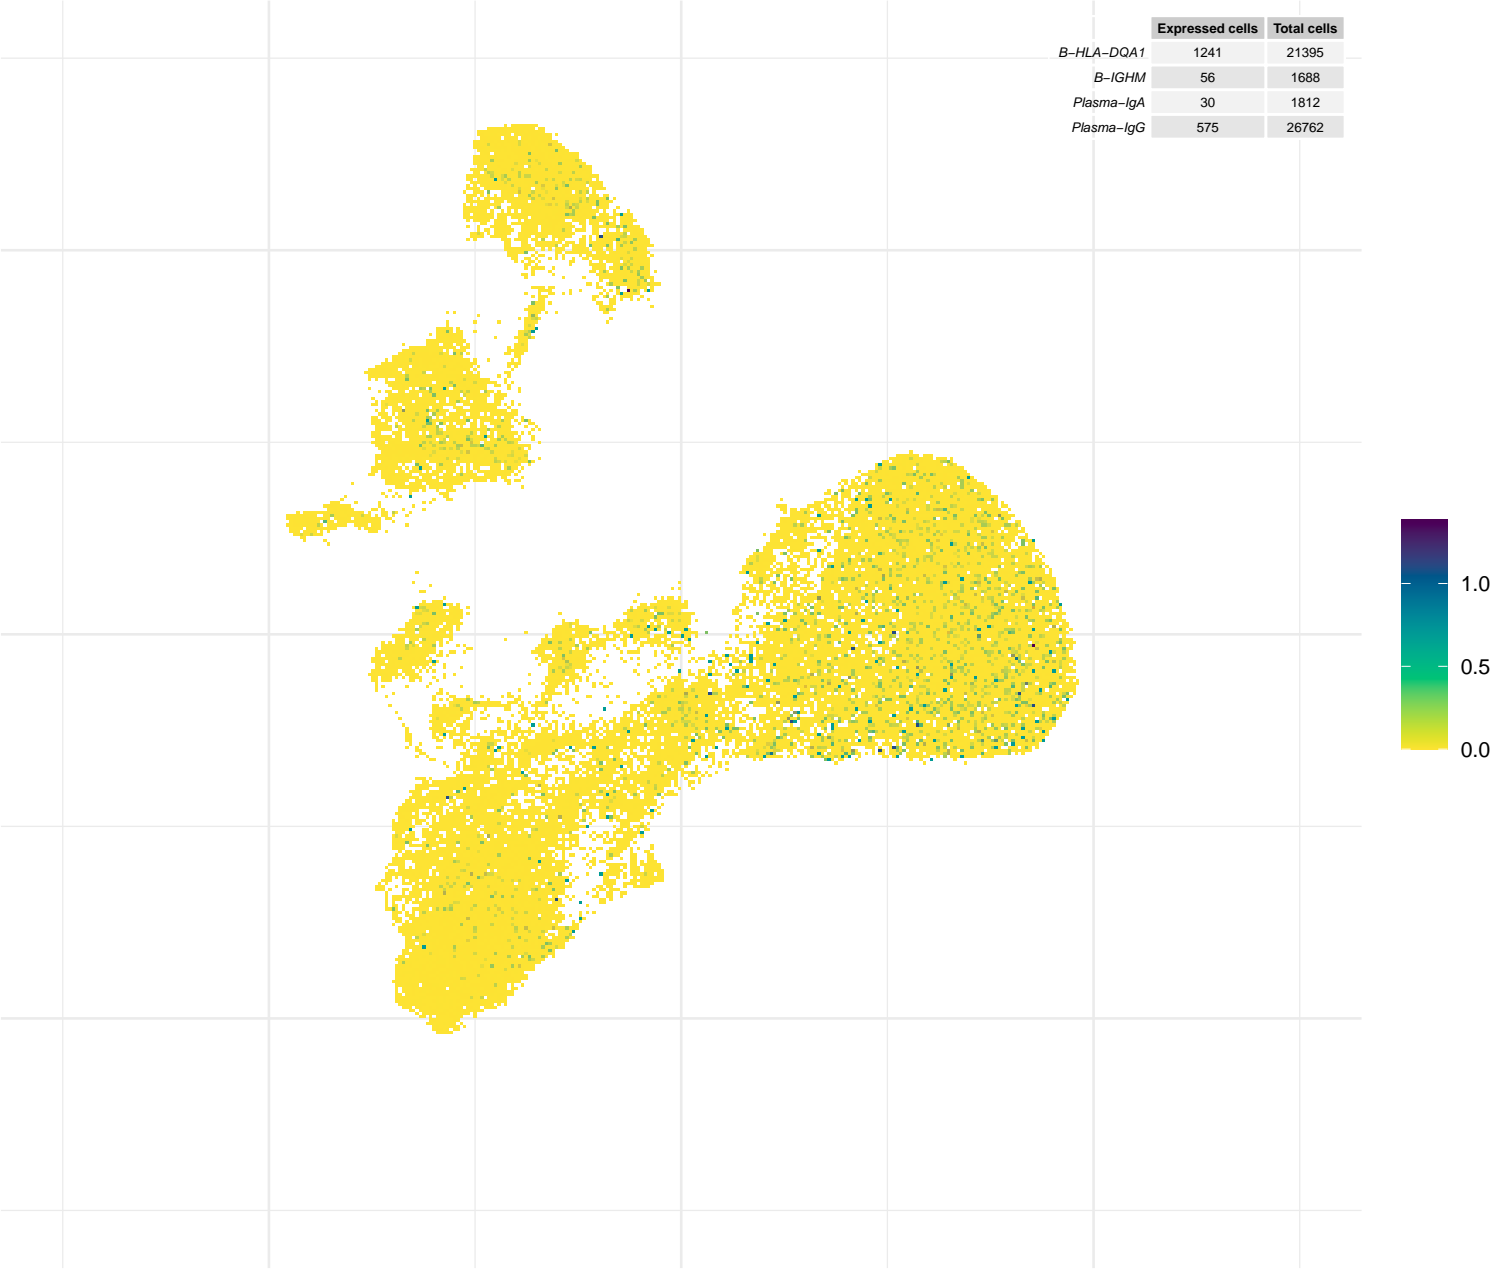 Expressed cells Total cells
B−HLA−DQA1 1241 21395
B−IGHM 56 1688
Plasma−IgA 30 1812
Plasma−IgG 575 26762
1.0
0.5
0.0